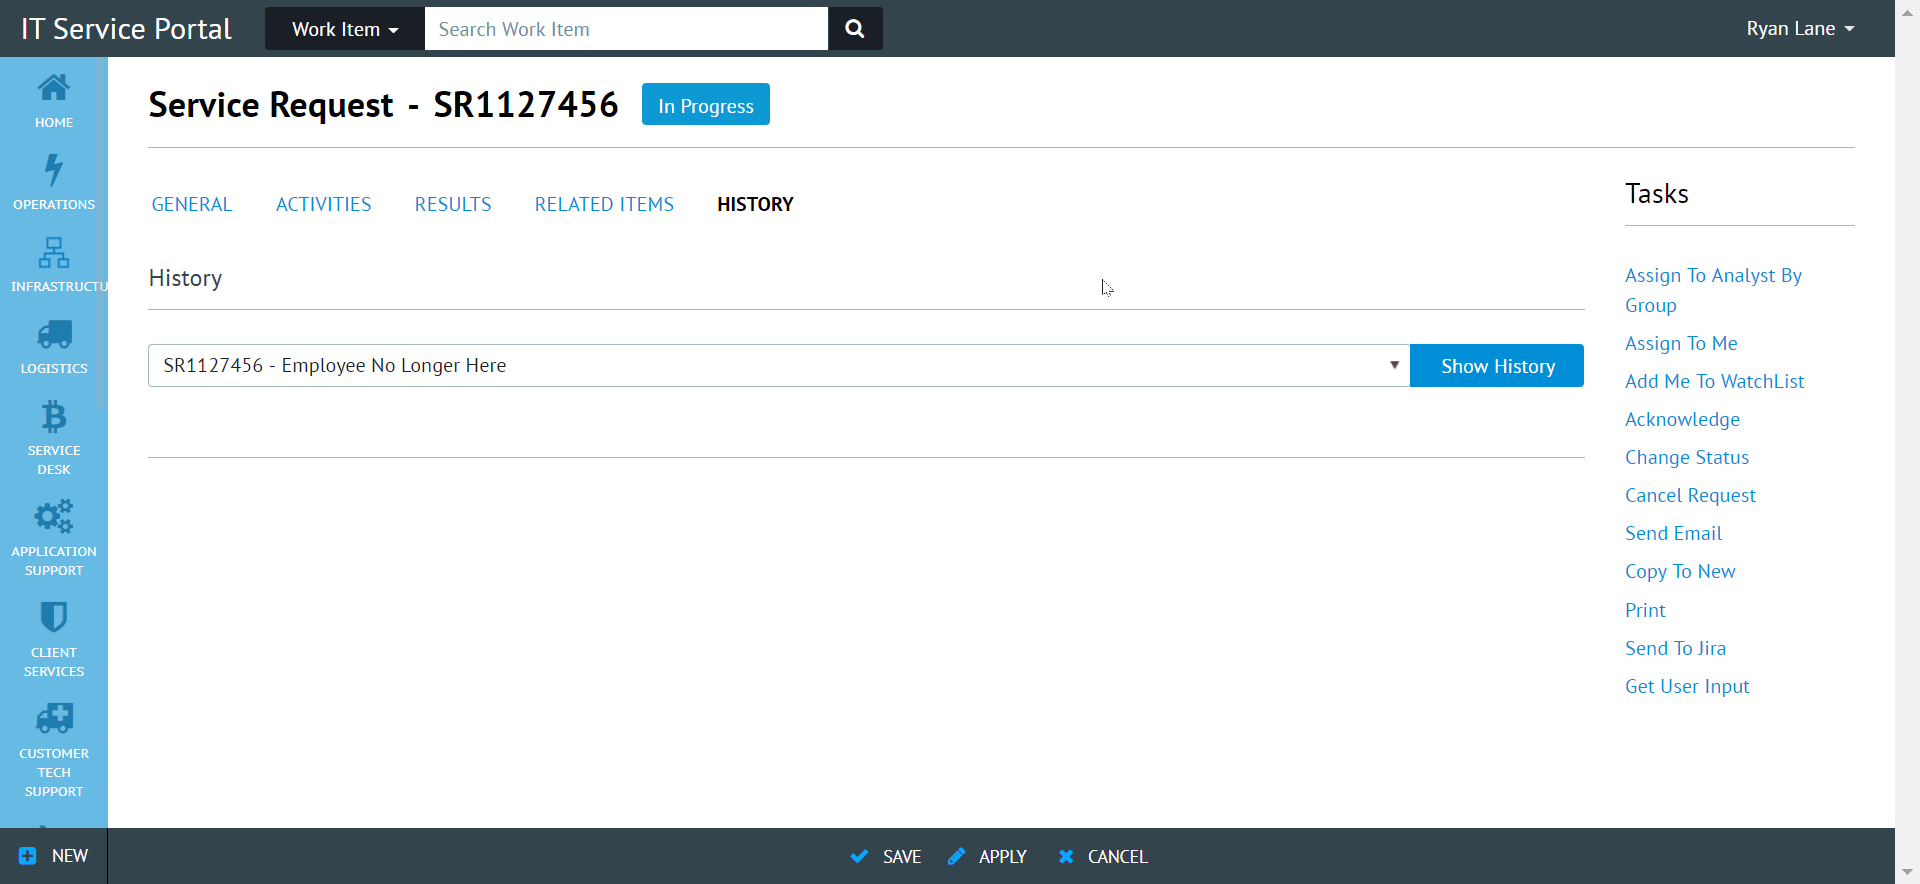 IT Service Portal
Work Item
Search Work Item
Ryan Lane
HOME
OPERATIONS
INFRASTRUCTU
LOGISTICS
SERVICE
DESK
APPLICATION
SUPPORT
CLIENT
SERVICES
CUSTOMER
TECH
SUPPORT
NEW
Service Request - SR1127456
In Progress
GENERAL
ACTIVITIES
RESULTS
RELATED ITEMS
HISTORY
History
SR1127456 - Employee No Longer Here
Show History
Tasks
Assign To Analyst By
Group
Assign To Me
Add Me To WatchList
Acknowledge
Change Status
Cancel Request
Send Email
Copy To New
Print
Send To Jira
Get User Input
SAVE
APPLY
CANCEL